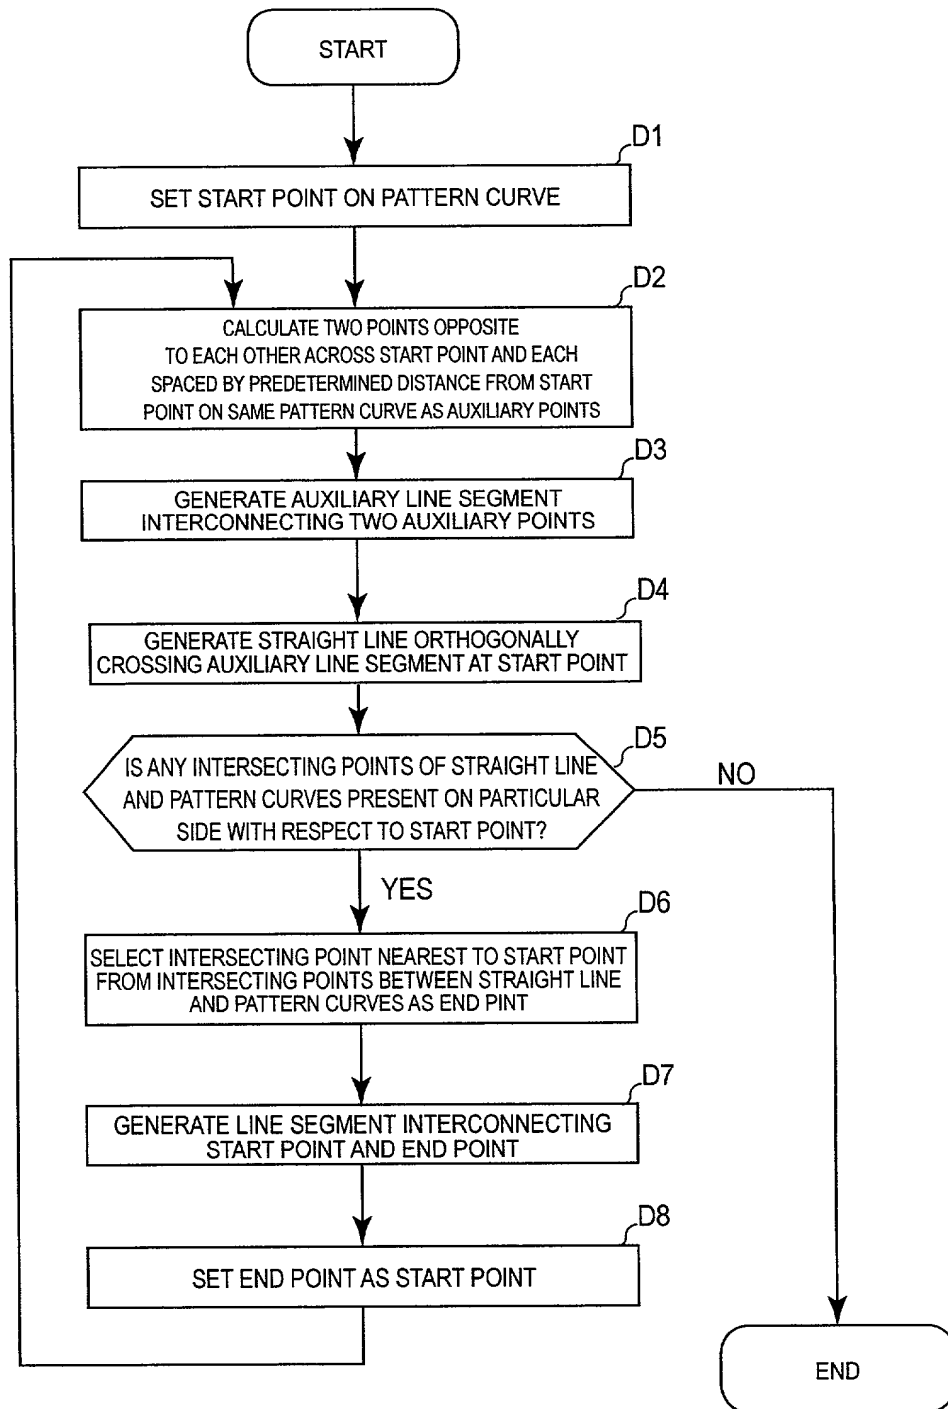 START
D1
SET START POINT ON PATTERN CURVE
D2
CALCULATE TWO POINTS OPPOSITE
TO EACH OTHER ACROSS START POINT AND EACH
SPACED BY PREDETERMINED DISTANCE FROM START
POINT ON SAME PATTERN CURVE AS AUXILIARY POINTS
D3
GENERATE AUXILIARY LINE SEGMENT
INTERCONNECTING TWO AUXILIARY POINTS
D4
GENERATE STRAIGHT LINE ORTHOGONALLY
CROSSING AUXILIARY LINE SEGMENT AT START POINT
D5
IS ANY INTERSECTING POINTS OF STRAIGHT LINE
AND PATTERN CURVES PRESENT ON PARTICULAR
SIDE WITH RESPECT TO START POINT?
NO
YES
D6
SELECT INTERSECTING POINT NEAREST TO START POINT
FROM INTERSECTING POINTS BETWEEN STRAIGHT LINE
AND PATTERN CURVES AS END PINT
D7
GENERATE LINE SEGMENT INTERCONNECTING
START POINT AND END POINT
D8
SET END POINT AS START POINT
END